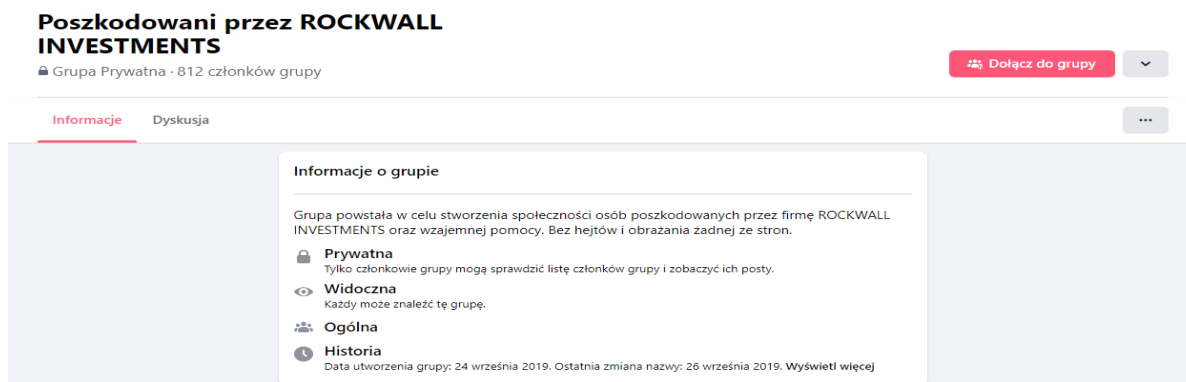 Poszkodowani przez ROCKWALL
INVESTMENTS
Grupa Prywatna · 812 członków grupy
Dołącz do grupy
Informacje Dyskusja
Informacje o grupie
Grupa powstała w celu stworzenia społeczności osób poszkodowanych przez firmę ROCKWALL
INVESTMENTS oraz wzajemnej pomocy. Bez hejtów i obrażania żadnej ze stron.
Prywatna
Tylko członkowie grupy mogą sprawdzić listę członków grupy i zobaczyć ich posty.
Widoczna
Każdy może znaleźć tę grupę.
Ogólna
Historia
Data utworzenia grupy: 24 września 2019. Ostatnia zmiana nazwy: 26 września 2019. Wyświetl więcej